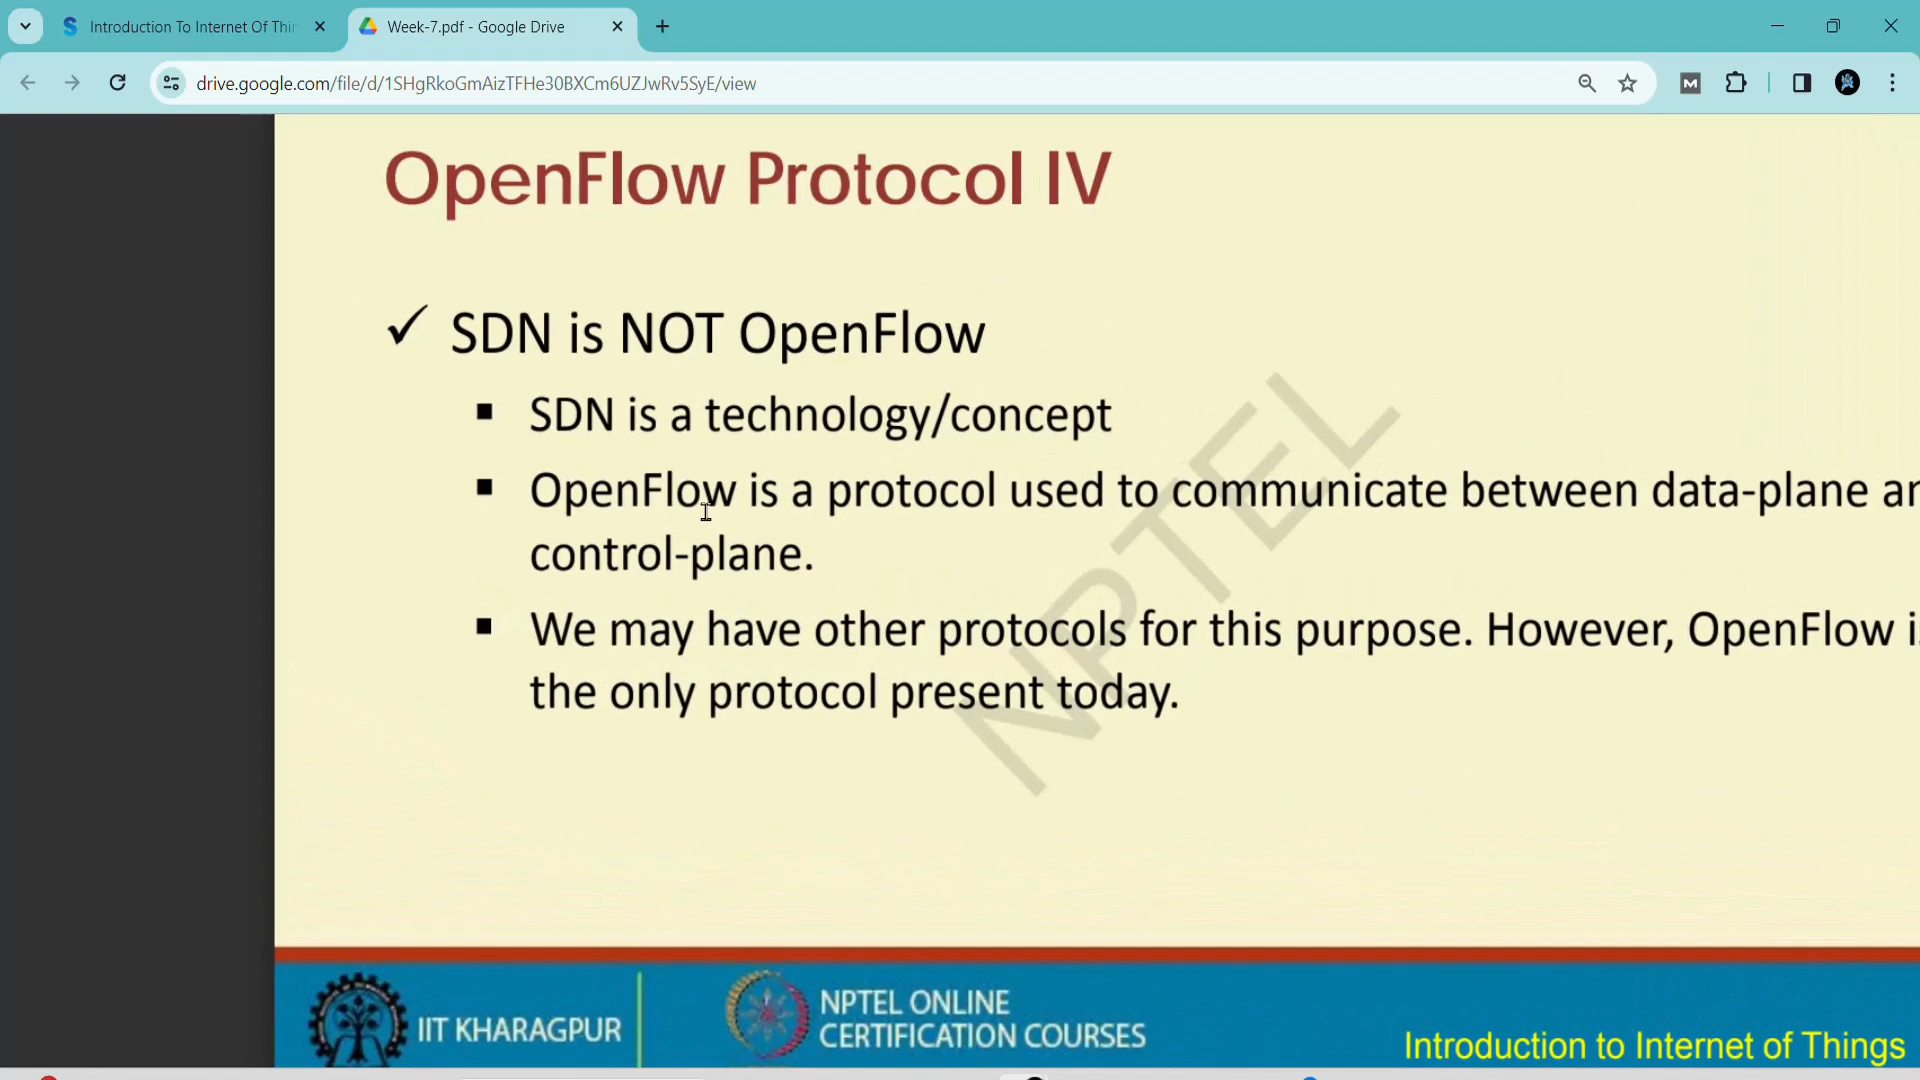 Introduction To Internet Of Thin
Week-7.pdf - Google Drive
drive.google.com/file/d/1SHgRkoGmAizTFHe30BXCm6UZJwRv5SyE/view
OpenFlow Protocol IV
✓ SDN is NOT OpenFlow
▪ SDN is a technology/concept
▪ OpenFlow is a protocol used to communicate between data-plane an
control-plane.
▪ We may have other protocols for this purpose. However, OpenFlow is
the only protocol present today.
NPTEL
IIT KHARAGPUR
NPTEL ONLINE
CERTIFICATION COURSES
Introduction to Internet of Things